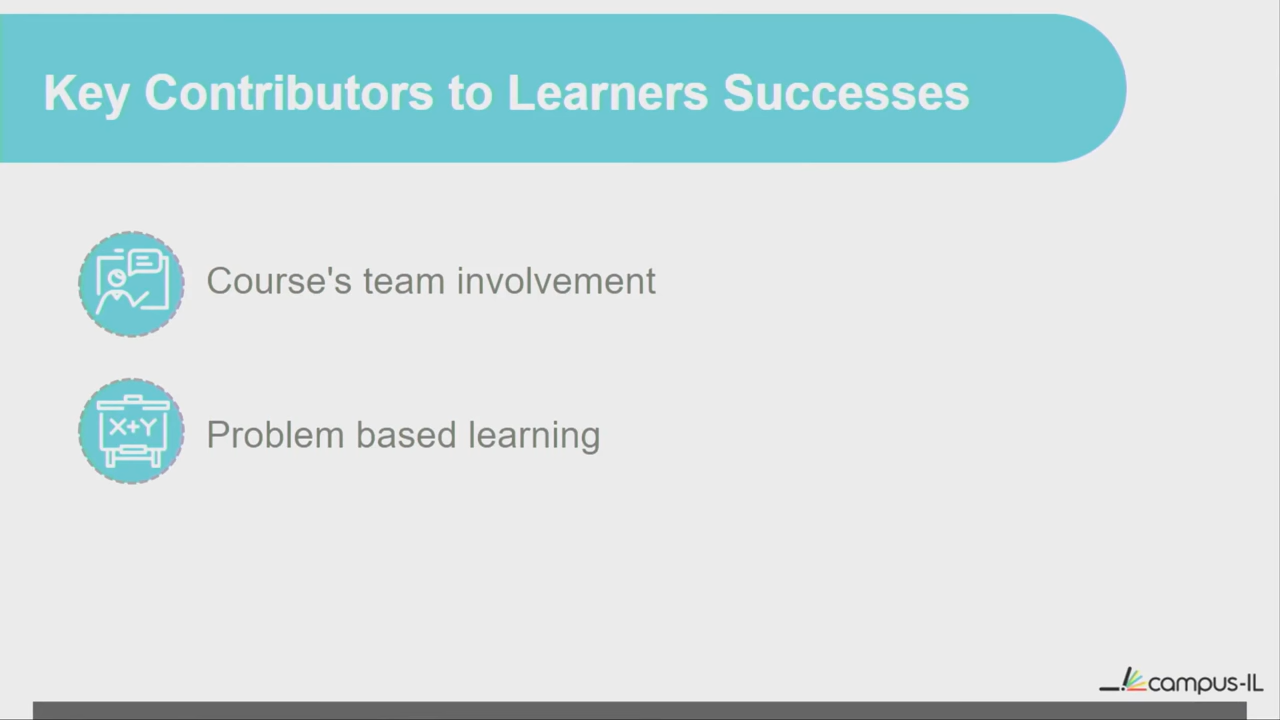 Key Contributors to Learners Successes
Course's team involvement
X+Y
Problem based learning
campus-IL